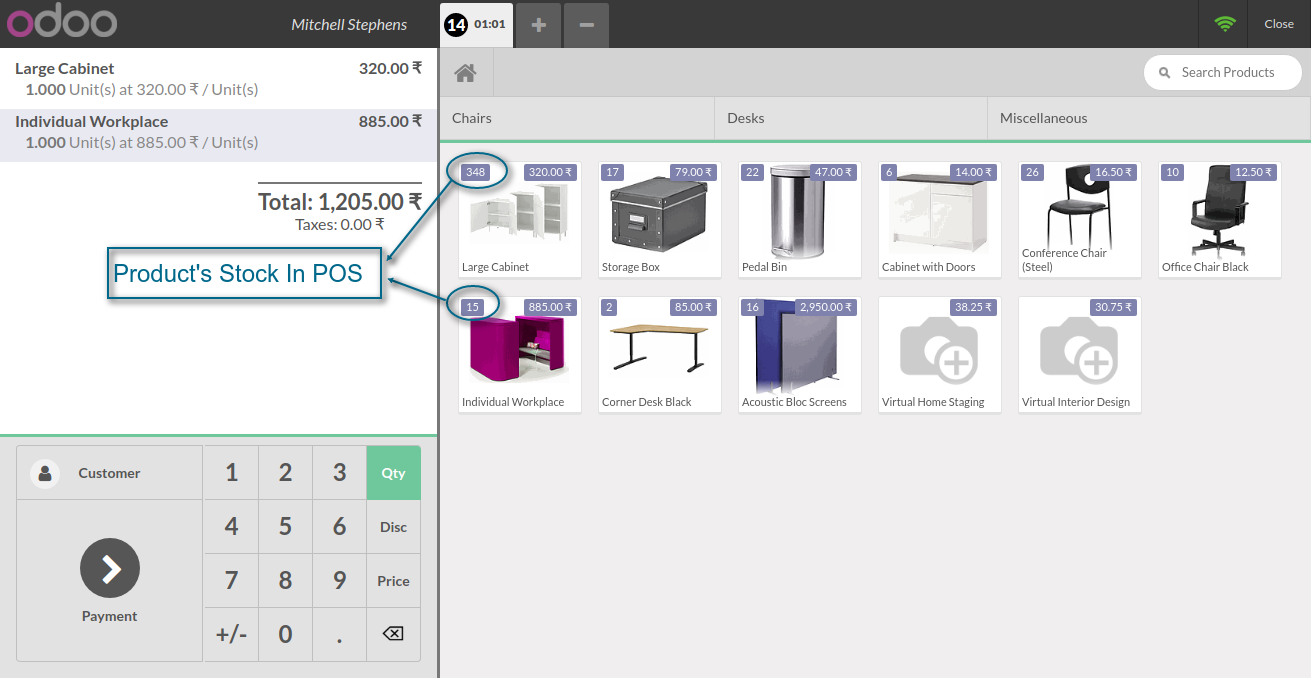 odoo
Mitchell Stephens
14 01:01
+
−
Close
Large Cabinet 320.00 ₹
1.000 Unit(s) at 320.00 ₹ / Unit(s)
Individual Workplace 885.00 ₹
1.000 Unit(s) at 885.00 ₹ / Unit(s)
Total: 1,205.00 ₹
Taxes: 0.00 ₹
Product's Stock In POS
Customer
Payment
1 2 3 Qty
4 5 6 Disc
7 8 9 Price
+/- 0 .
Search Products
Chairs Desks Miscellaneous
348 320.00 ₹
Large Cabinet
17 79.00 ₹
Storage Box
22 47.00 ₹
Pedal Bin
6 14.00 ₹
Cabinet with Doors
26 16.50 ₹
Conference Chair
(Steel)
10 12.50 ₹
Office Chair Black
15 885.00 ₹
Individual Workplace
2 85.00 ₹
Corner Desk Black
16 2,950.00 ₹
Acoustic Bloc Screens
38.25 ₹
Virtual Home Staging
30.75 ₹
Virtual Interior Design